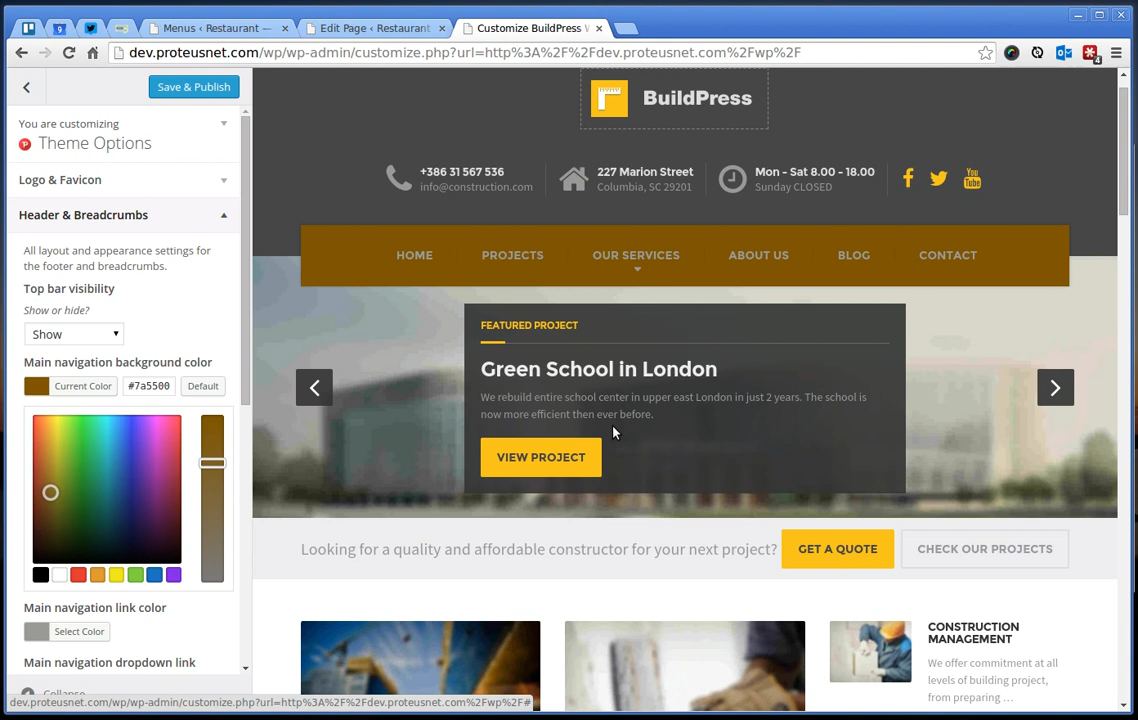 9
Menus ‹ Restaurant —
Edit Page ‹ Restaurant
Customize BuildPress W
dev.proteusnet.com/wp/wp-admin/customize.php?url=http%3A%2F%2Fdev.proteusnet.com%2Fwp%2F
4
Save & Publish
You are customizing
Theme Options
Logo & Favicon
Header & Breadcrumbs
All layout and appearance settings for
the footer and breadcrumbs.
Top bar visibility
Show or hide?
Show
Main navigation background color
Current Color
#7a5500
Default
Main navigation link color
Select Color
Main navigation dropdown link
Collapse
dev.proteusnet.com/wp/wp-admin/customize.php?url=http%3A%2F%2Fdev.proteusnet.com%2Fwp%2F#
BuildPress
+386 31 567 536
info@construction.com
227 Marion Street
Columbia, SC 29201
Mon - Sat 8.00 - 18.00
Sunday CLOSED
You
Tube
HOME
PROJECTS
OUR SERVICES
ABOUT US
BLOG
CONTACT
FEATURED PROJECT
Green School in London
We rebuild entire school center in upper east London in just 2 years. The school is
now more efficient then ever before.
VIEW PROJECT
Looking for a quality and affordable constructor for your next project?
GET A QUOTE
CHECK OUR PROJECTS
CONSTRUCTION
MANAGEMENT
We offer commitment at all
levels of building project,
from preparing ...